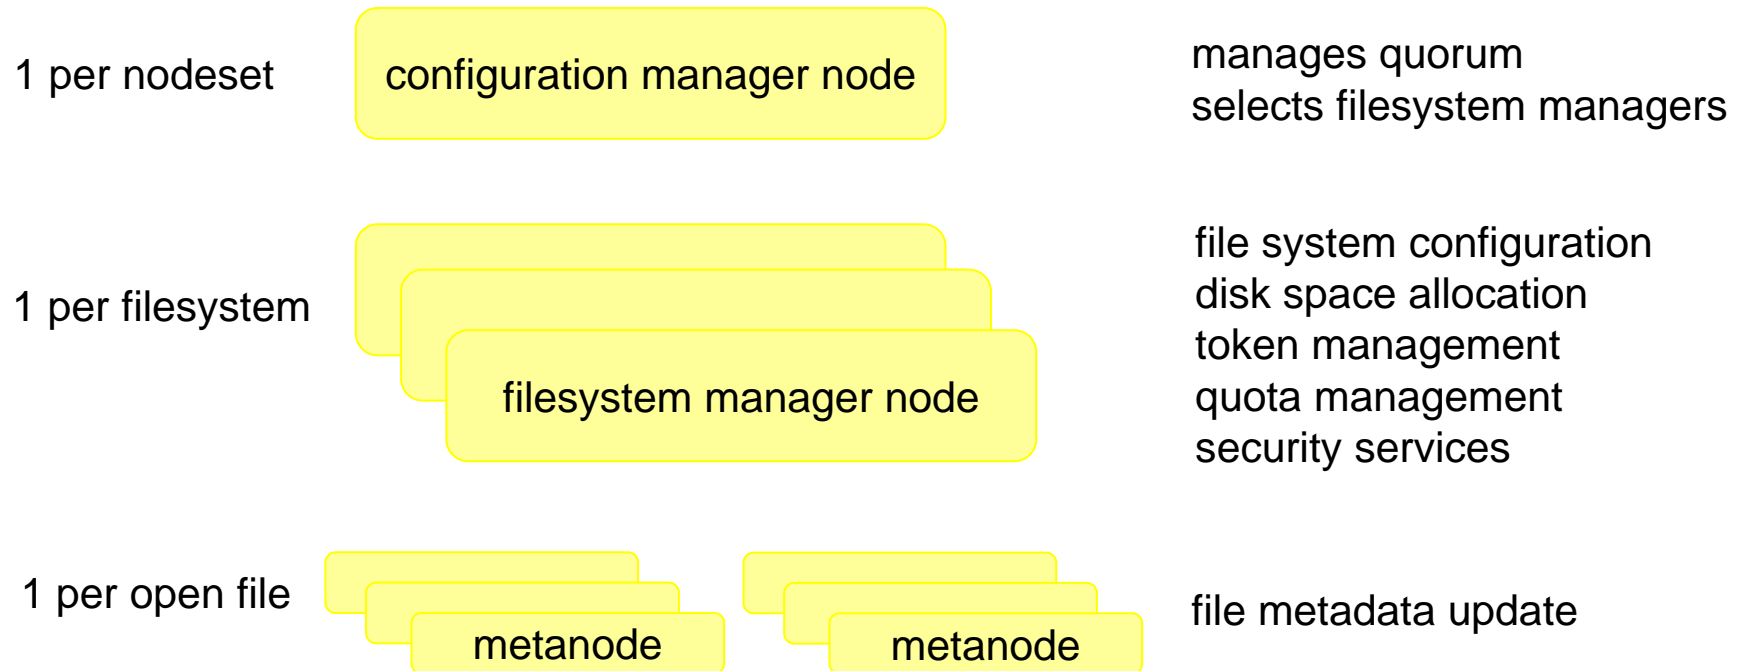 1 per nodeset
configuration manager node
manages quorum
selects filesystem managers
1 per filesystem
filesystem manager node
file system configuration
disk space allocation
token management
quota management
security services
1 per open file
metanode
metanode
file metadata update